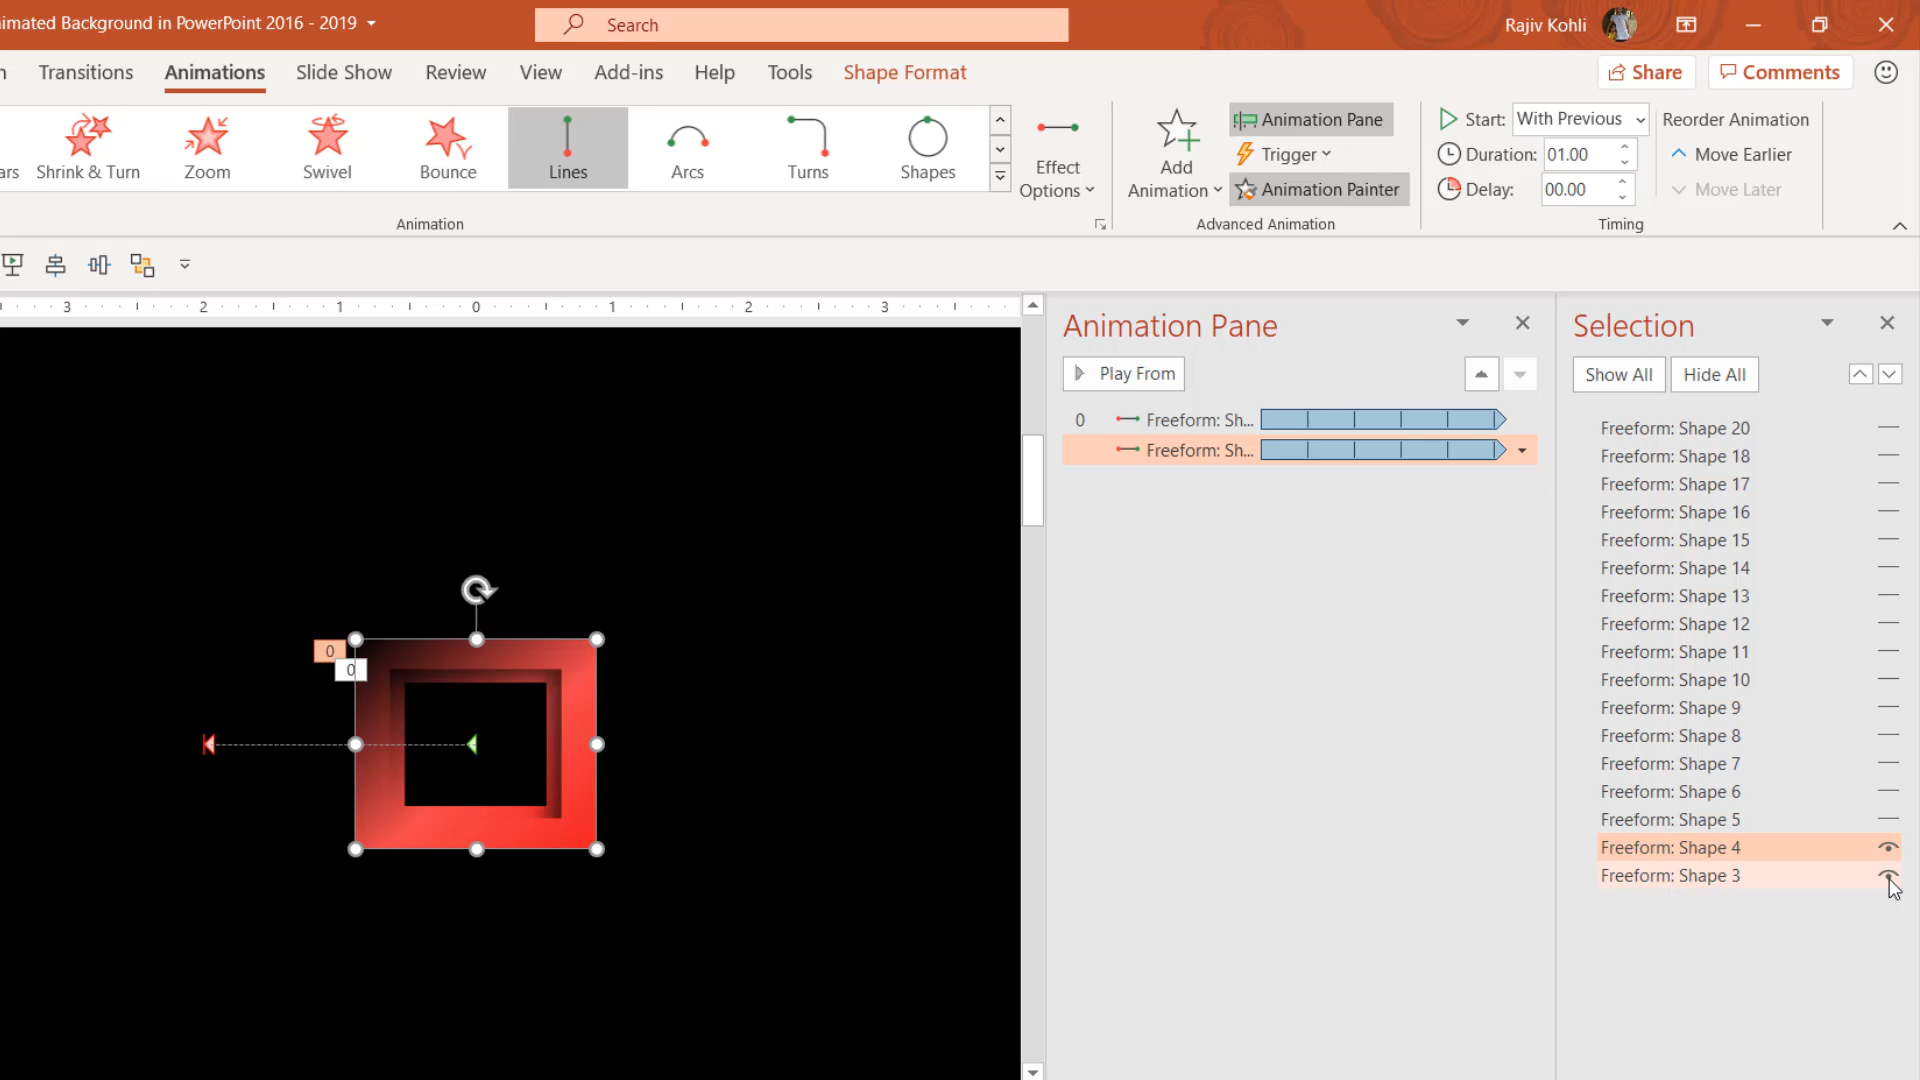 imated Background in PowerPoint 2016 - 2019
Search
Rajiv Kohli
Transitions Animations Slide Show Review View Add-ins Help Tools Shape Format Share Comments
ars Shrink & Turn Zoom Swivel Bounce Lines Arcs Turns Shapes
Effect Options
Add Animation
Animation Pane
Trigger
Animation Painter
Start: With Previous
Duration: 01.00
Delay: 00.00
Reorder Animation
Move Earlier
Move Later
Animation
Advanced Animation
Timing
3 2 1 0 1 2 3
Animation Pane
Play From
0 Freeform: Sh...
Freeform: Sh...
0
0
Selection
Show All Hide All
Freeform: Shape 20
Freeform: Shape 18
Freeform: Shape 17
Freeform: Shape 16
Freeform: Shape 15
Freeform: Shape 14
Freeform: Shape 13
Freeform: Shape 12
Freeform: Shape 11
Freeform: Shape 10
Freeform: Shape 9
Freeform: Shape 8
Freeform: Shape 7
Freeform: Shape 6
Freeform: Shape 5
Freeform: Shape 4
Freeform: Shape 3